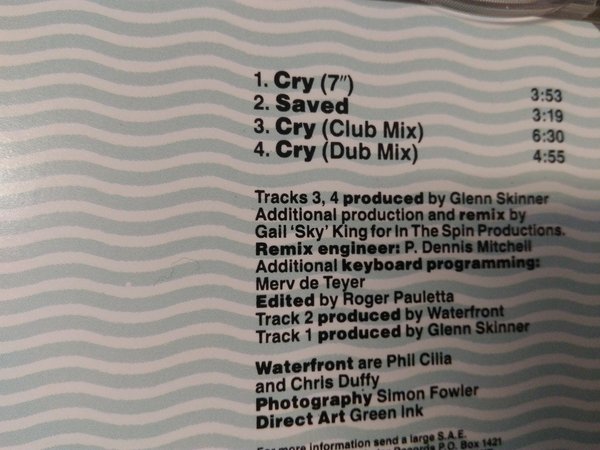 1. Cry (7") 3:53
2. Saved 3:19
3. Cry (Club Mix) 6:30
4. Cry (Dub Mix) 4:55
Tracks 3, 4 produced by Glenn Skinner
Additional production and remix by
Gail 'Sky' King for In The Spin Productions.
Remix engineer: P. Dennis Mitchell
Additional keyboard programming:
Merv de Teyer
Edited by Roger Pauletta
Track 2 produced by Waterfront
Track 1 produced by Glenn Skinner
Waterfront are Phil Cilia
and Chris Duffy
Photography Simon Fowler
Direct Art Green Ink
For more information send a large S.A.E.
Records P.O. Box 1421